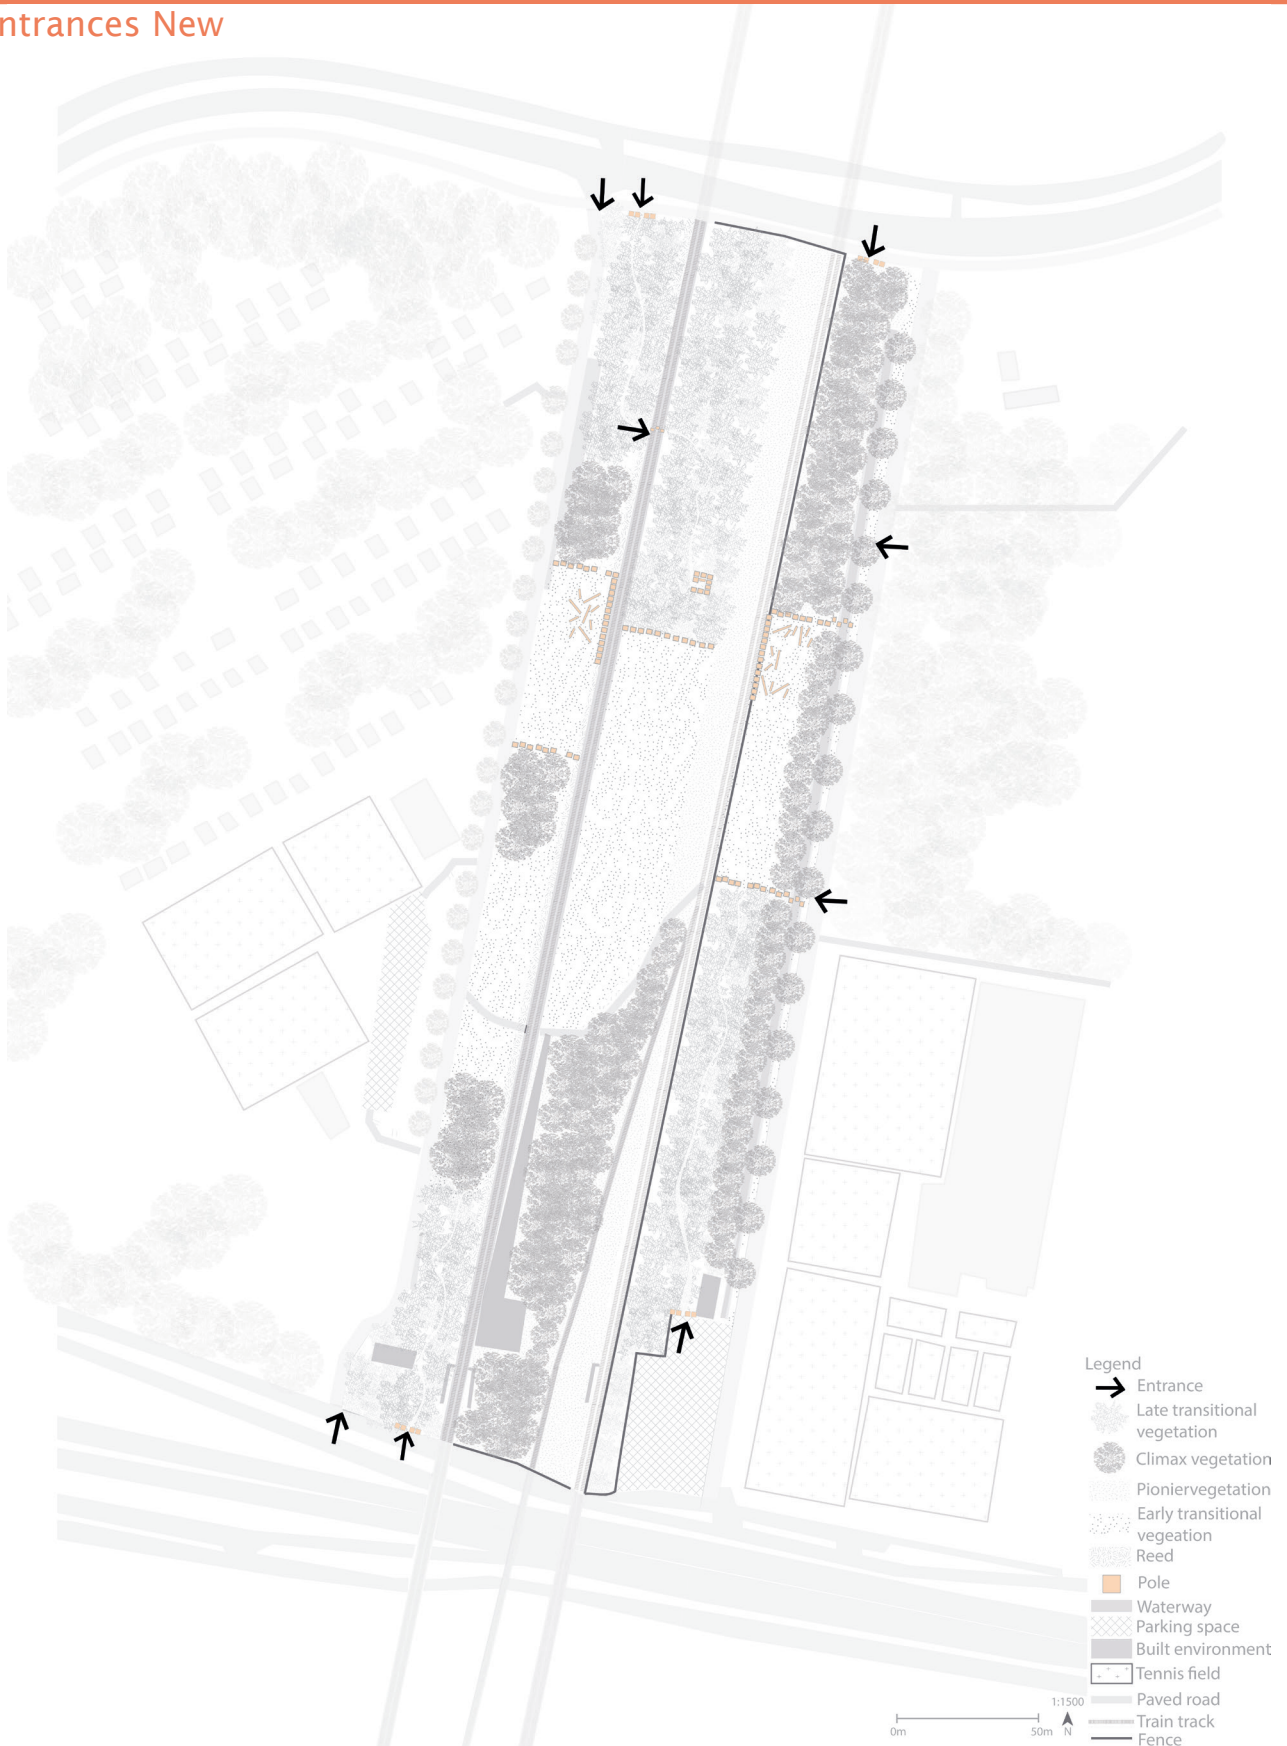 ntrances New
Legend
Entrance
Late transitional
vegetation
Climax vegetation
Pioniervegetation
Early transitional
vegeation
Reed
Pole
Waterway
Parking space
Built environment
Tennis field
Paved road
Train track
Fence
1:1500
0m 50m N